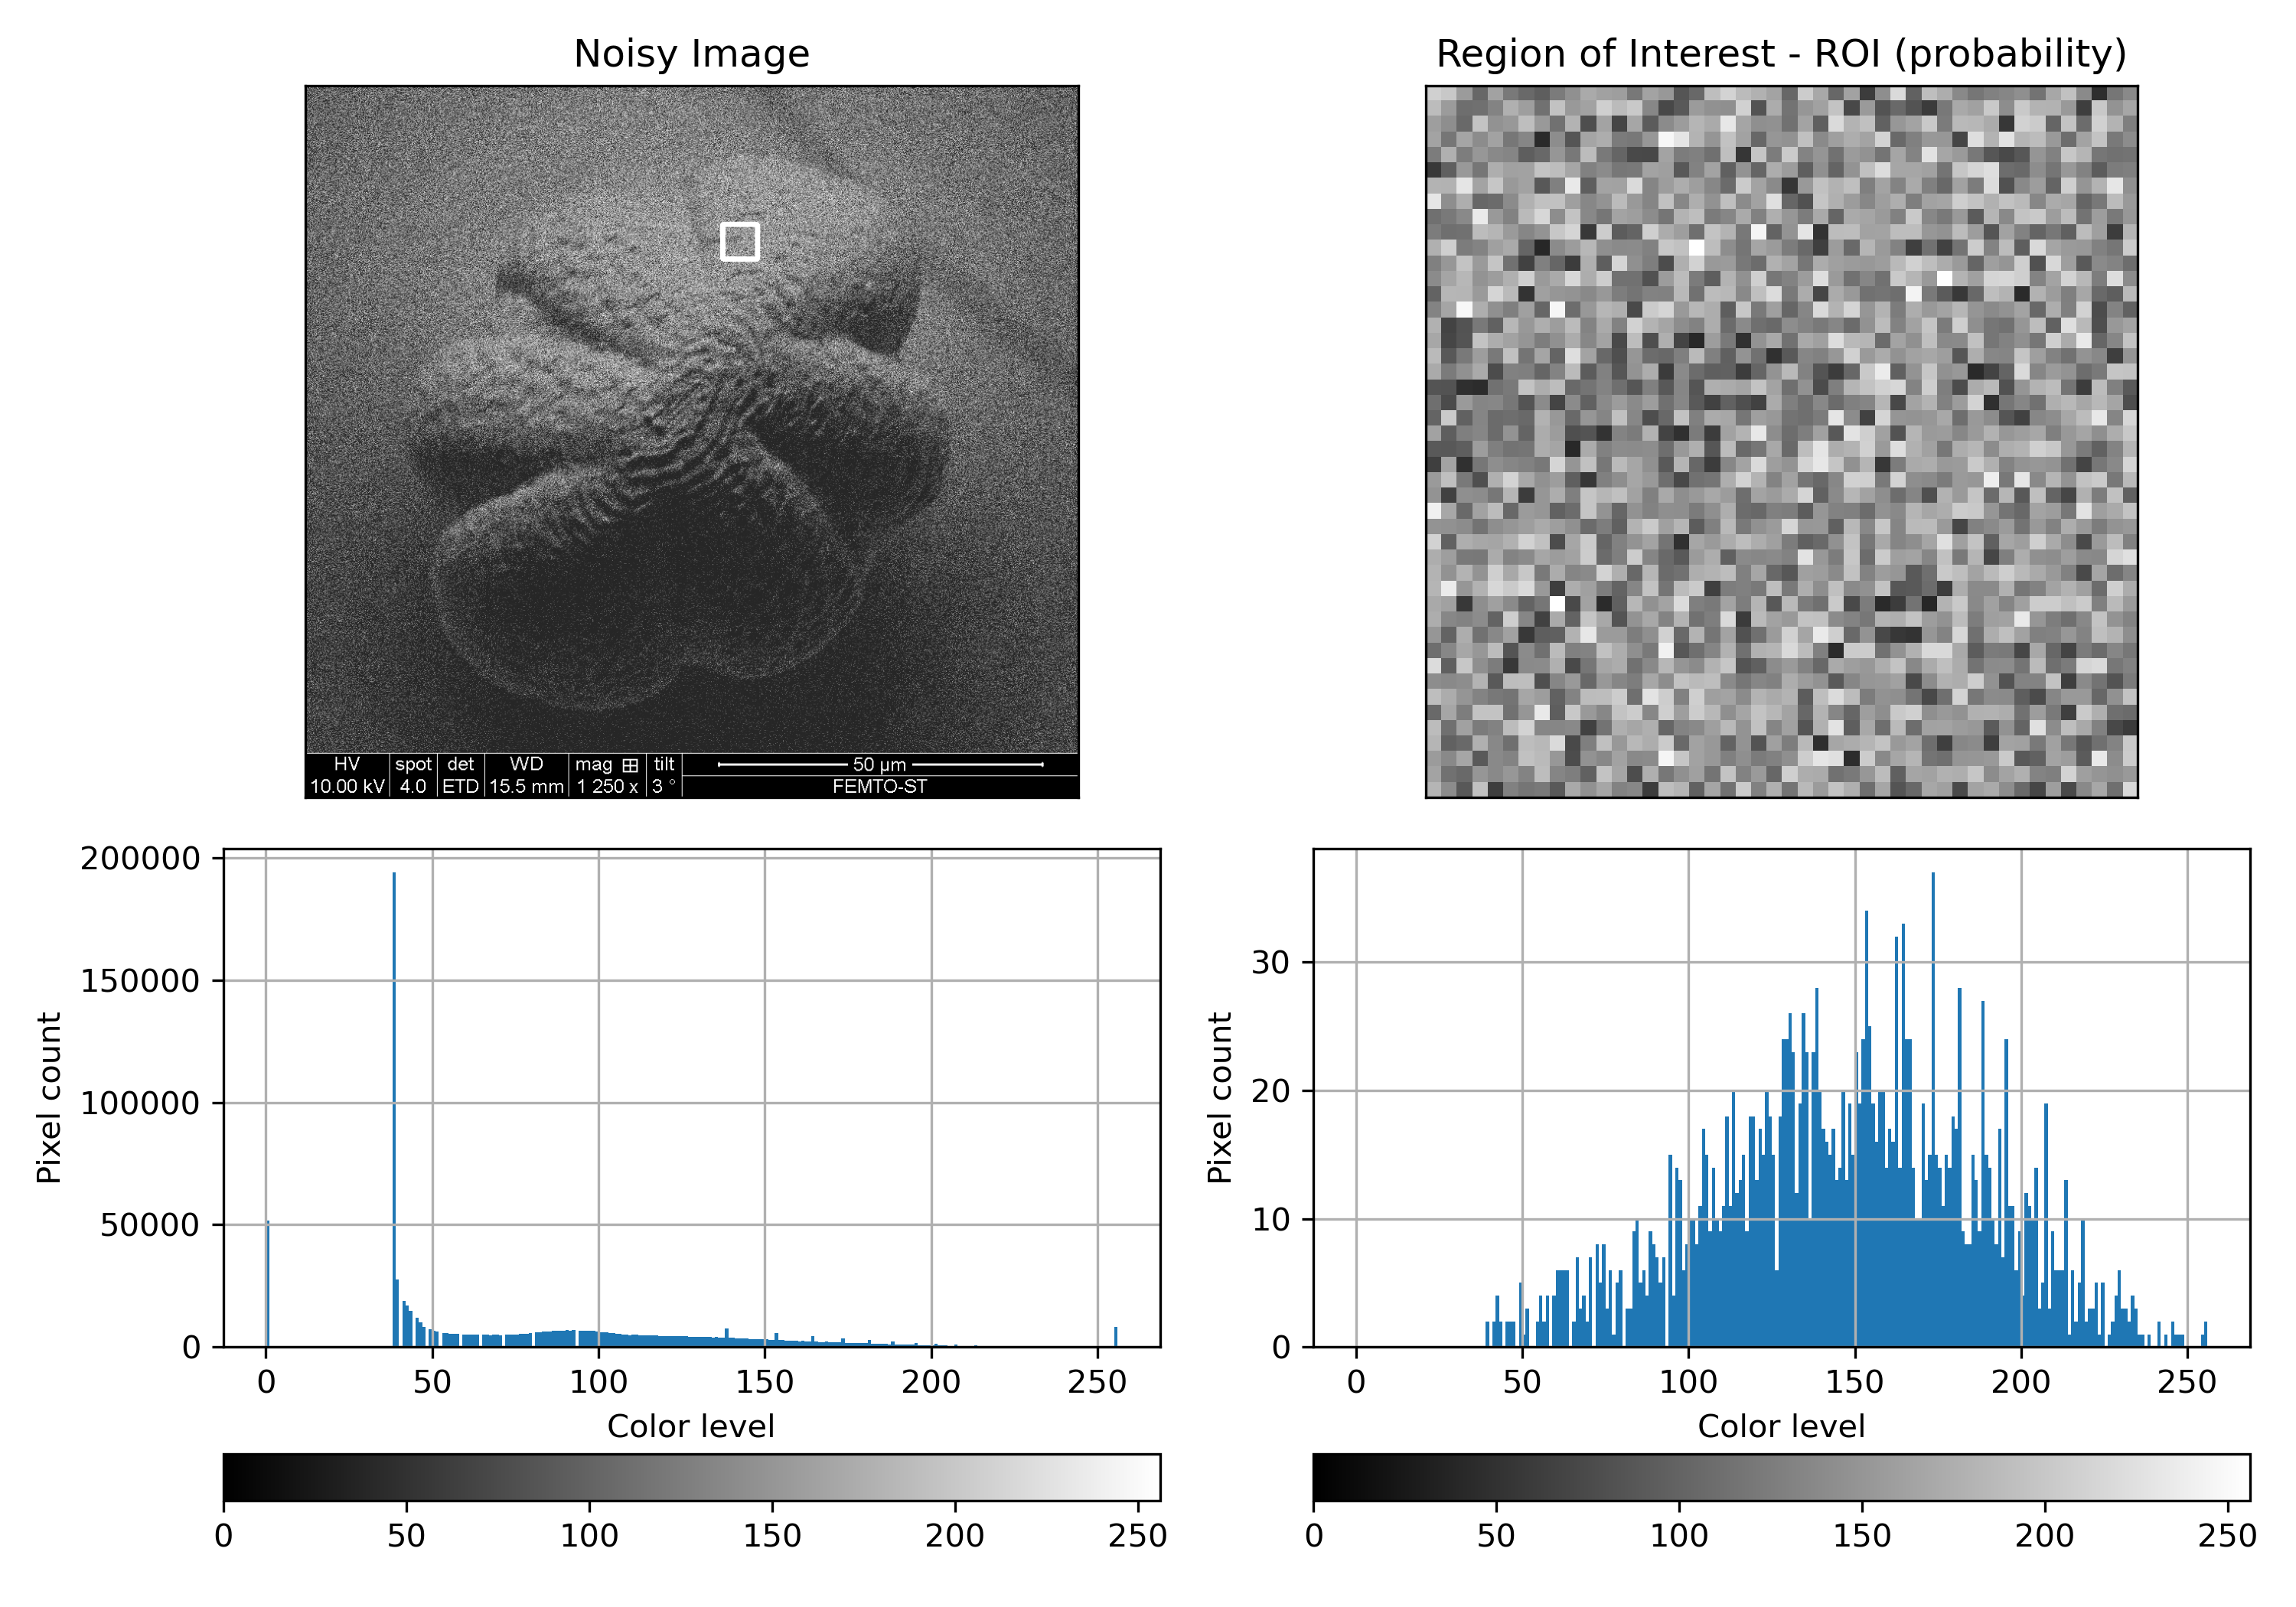 Noisy Image
Region of Interest - ROI (probability)
HV spot det WD mag tilt 50 µm
10.00 kV 4.0 ETD 15.5 mm 1 250 x 3 ° FEMTO-ST
200000
150000
100000
50000
0
Pixel count
0 50 100 150 200 250
Color level
0 50 100 150 200 250
30
20
10
0
Pixel count
0 50 100 150 200 250
Color level
0 50 100 150 200 250